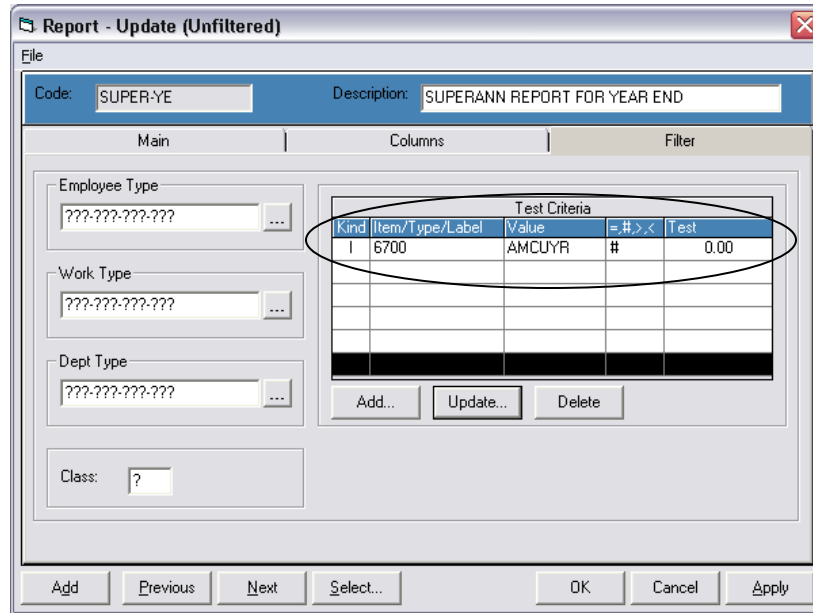 Report - Update (Unfiltered)
File
Code: SUPER-YE Description: SUPERANN REPORT FOR YEAR END
Main Columns Filter
Employee Type
???-???-???-??? ...
Work Type
???-???-???-??? ...
Dept Type
???-???-???-??? ...
Class: ?
Test Criteria
Kind Item/Type/Label Value =,#,>,< Test
I 6700 AMCUYR # 0.00
Add... Update... Delete
Add Previous Next Select... OK Cancel Apply